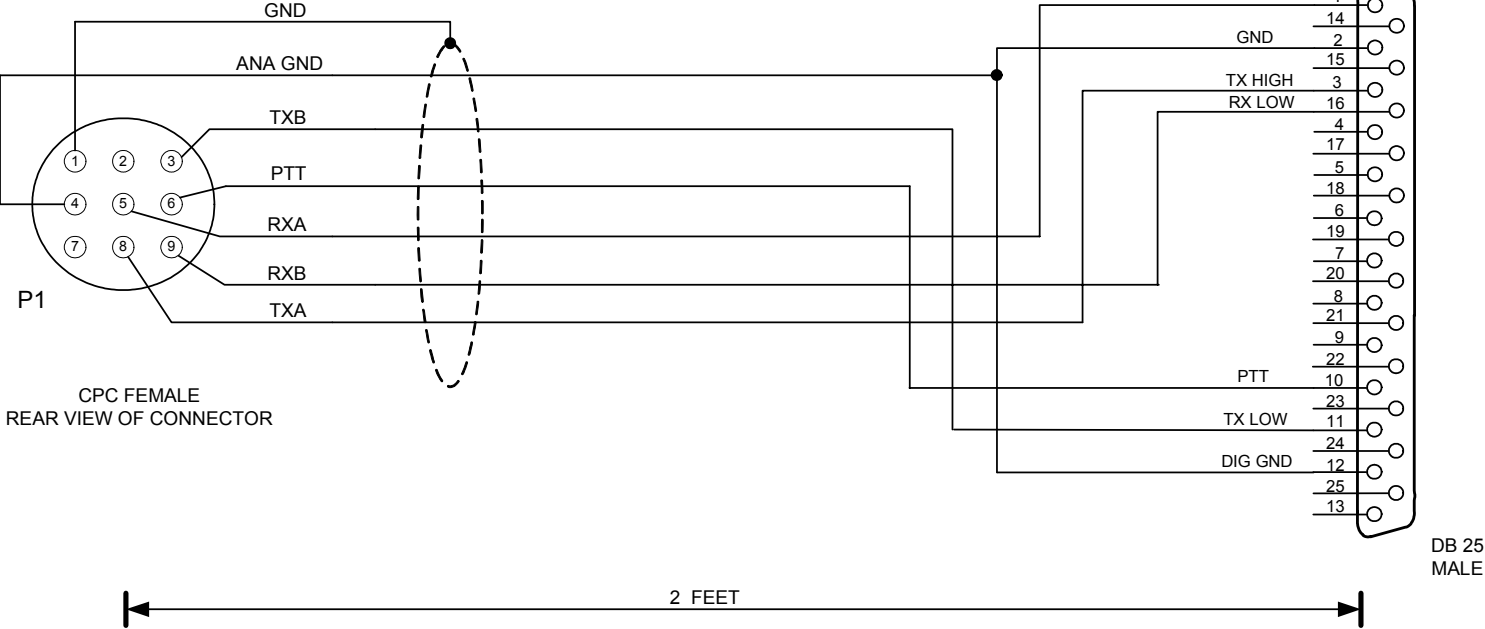 GND
ANA GND
TXB
PTT
RXA
RXB
TXA
1 2 3
4 5 6
7 8 9
P1
CPC FEMALE
REAR VIEW OF CONNECTOR
14
GND 2
15
TX HIGH 3
RX LOW 16
4
17
5
18
6
19
7
20
8
21
9
22
PTT 10
23
TX LOW 11
24
DIG GND 12
25
13
DB 25
MALE
2 FEET